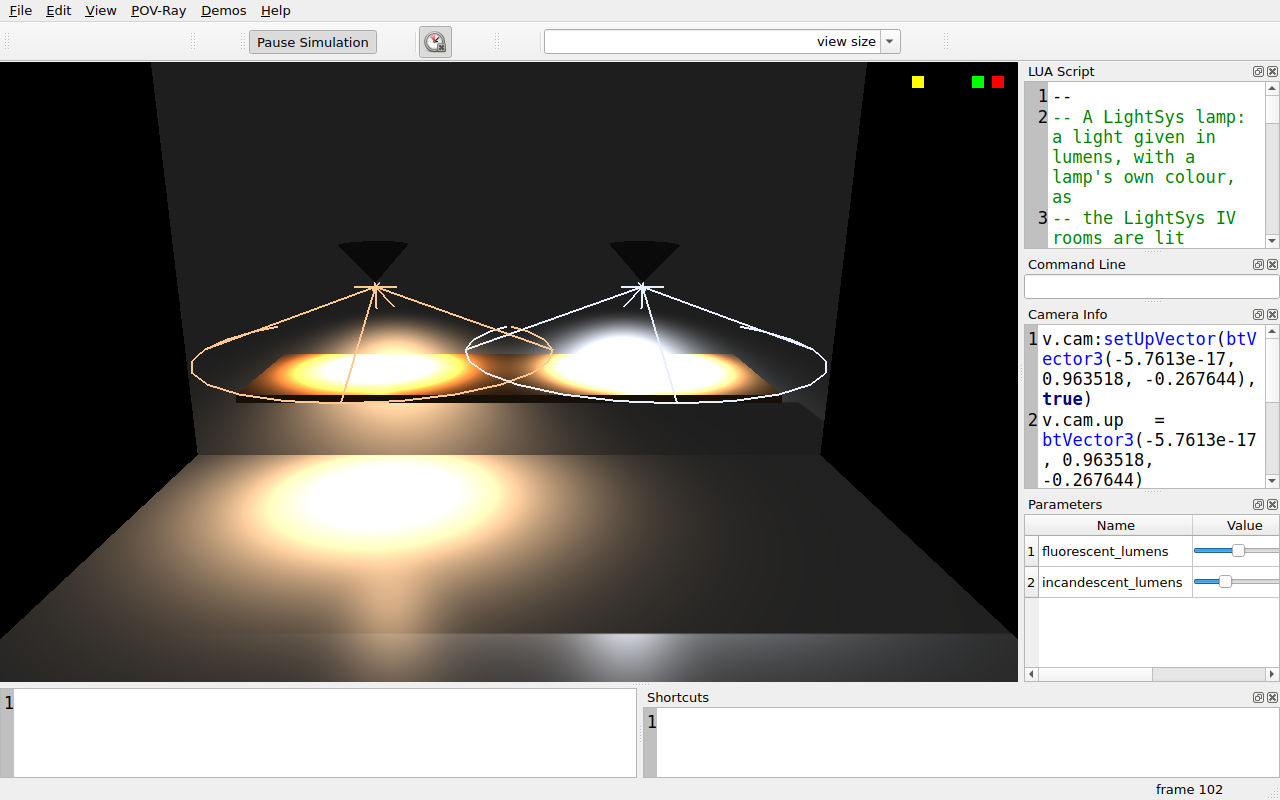 File Edit View POV-Ray Demos Help
Pause Simulation
view size
LUA Script
1 --
2 -- A LightSys lamp:
a light given in
lumens, with a
lamp's own colour,
as
3 -- the LightSys IV
rooms are lit
Command Line
Camera Info
1 v.cam:setUpVector(btV
ector3(-5.7613e-17,
0.963518, -0.267644),
true)
2 v.cam.up   =
btVector3(-5.7613e-17
, 0.963518,
-0.267644)
Parameters
Name Value
1 fluorescent_lumens
2 incandescent_lumens
1
Shortcuts
1
frame 102